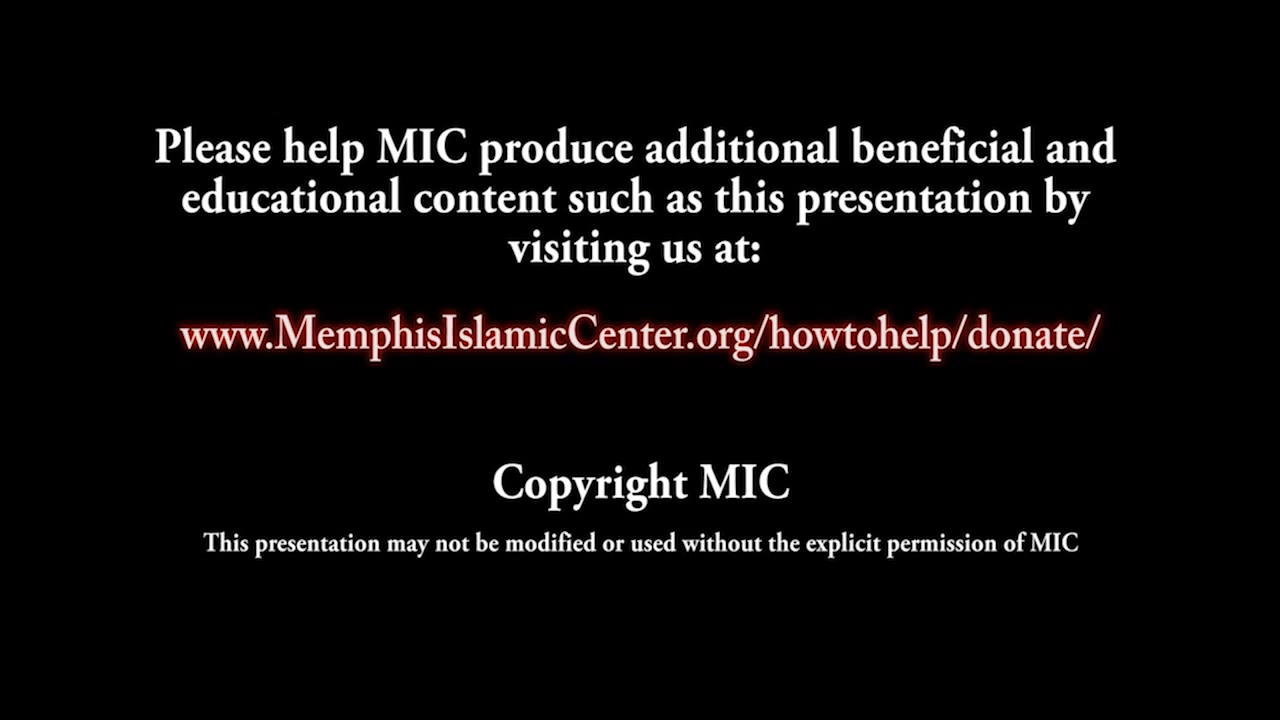 Please help MIC produce additional beneficial and
educational content such as this presentation by
visiting us at:
www.MemphisIslamicCenter.org/howtohelp/donate/
Copyright MIC
This presentation may not be modified or used without the explicit permission of MIC